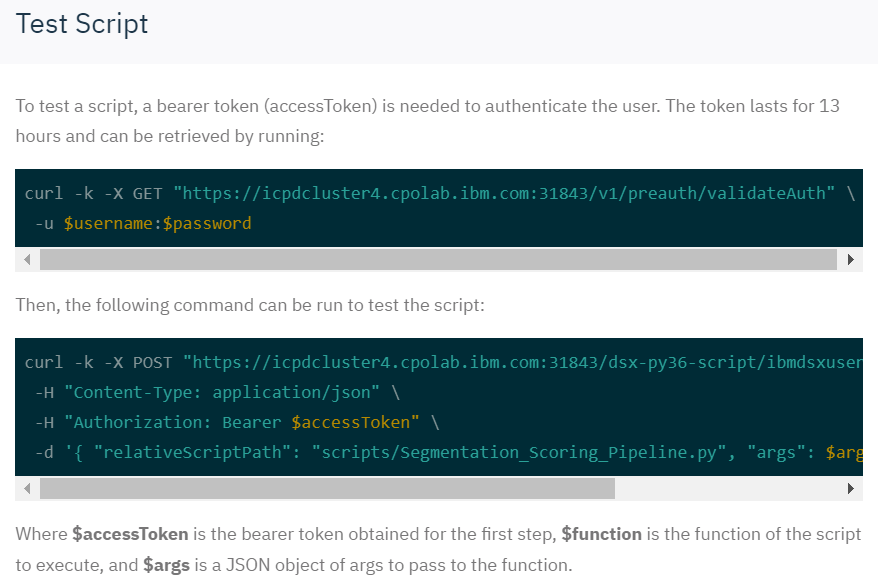 Test Script
To test a script, a bearer token (accessToken) is needed to authenticate the user. The token lasts for 13
hours and can be retrieved by running:
curl -k -X GET "https://icpdcluster4.cpolab.ibm.com:31843/v1/preauth/validateAuth" \
-u $username:$password
Then, the following command can be run to test the script:
curl -k -X POST "https://icpdcluster4.cpolab.ibm.com:31843/dsx-py36-script/ibmdsxuser
-H "Content-Type: application/json" \
-H "Authorization: Bearer $accessToken" \
-d '{ "relativeScriptPath": "scripts/Segmentation_Scoring_Pipeline.py", "args": $arg
Where $accessToken is the bearer token obtained for the first step, $function is the function of the script
to execute, and $args is a JSON object of args to pass to the function.